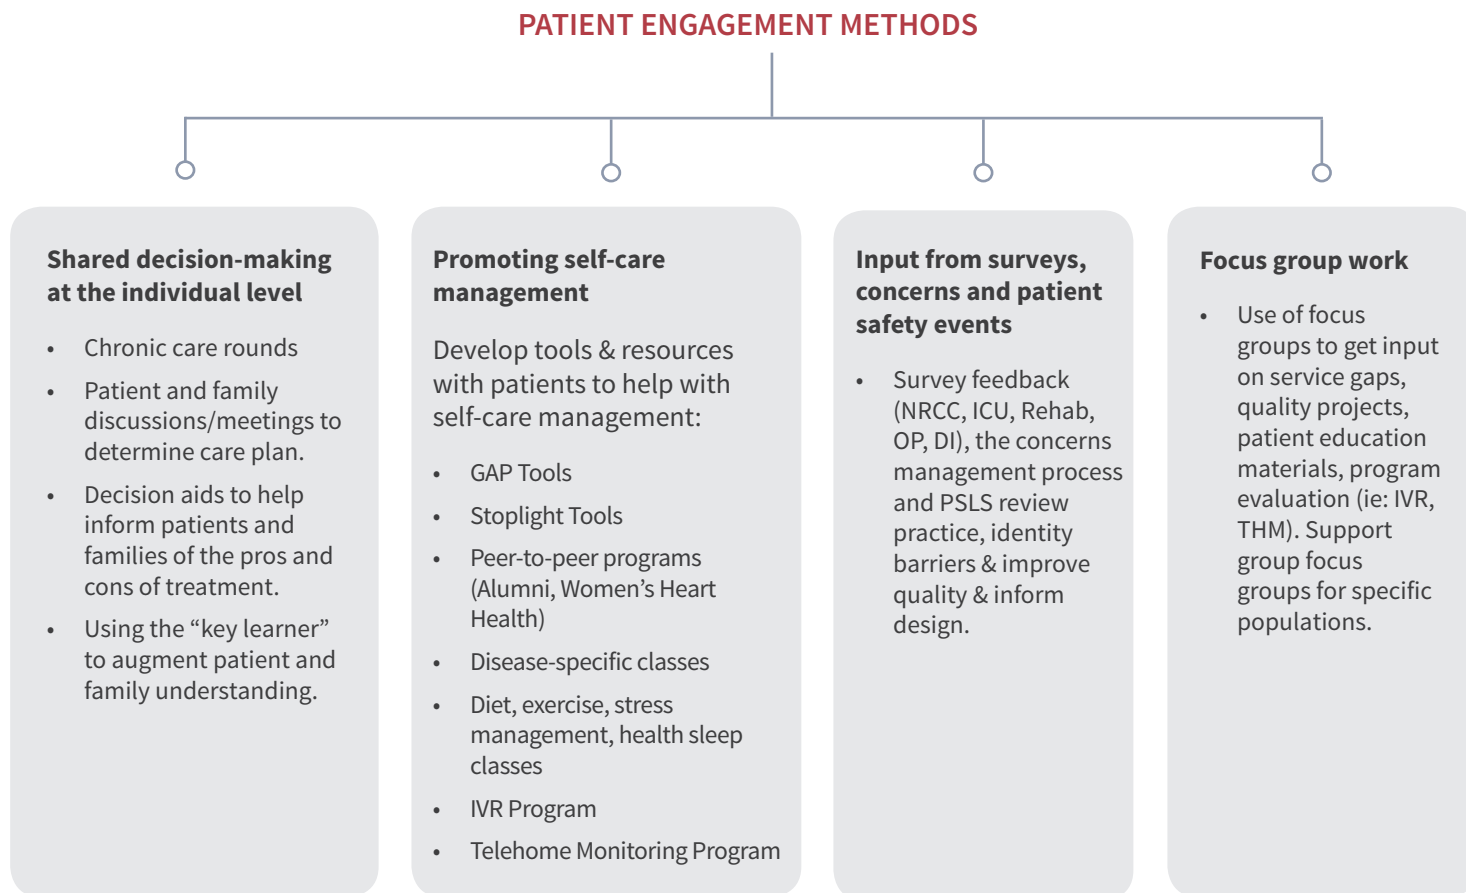 PATIENT ENGAGEMENT METHODS
Shared decision-making
at the individual level
• Chronic care rounds
• Patient and family
discussions/meetings to
determine care plan.
• Decision aids to help
inform patients and
families of the pros and
cons of treatment.
• Using the “key learner”
to augment patient and
family understanding.
Promoting self-care
management
Develop tools & resources
with patients to help with
self-care management:
• GAP Tools
• Stoplight Tools
• Peer-to-peer programs
(Alumni, Women’s Heart
Health)
• Disease-specific classes
• Diet, exercise, stress
management, health sleep
classes
• IVR Program
• Telehome Monitoring Program
Input from surveys,
concerns and patient
safety events
• Survey feedback
(NRCC, ICU, Rehab,
OP, DI), the concerns
management process
and PSLS review
practice, identity
barriers & improve
quality & inform
design.
Focus group work
• Use of focus
groups to get input
on service gaps,
quality projects,
patient education
materials, program
evaluation (ie: IVR,
THM). Support
group focus
groups for specific
populations.